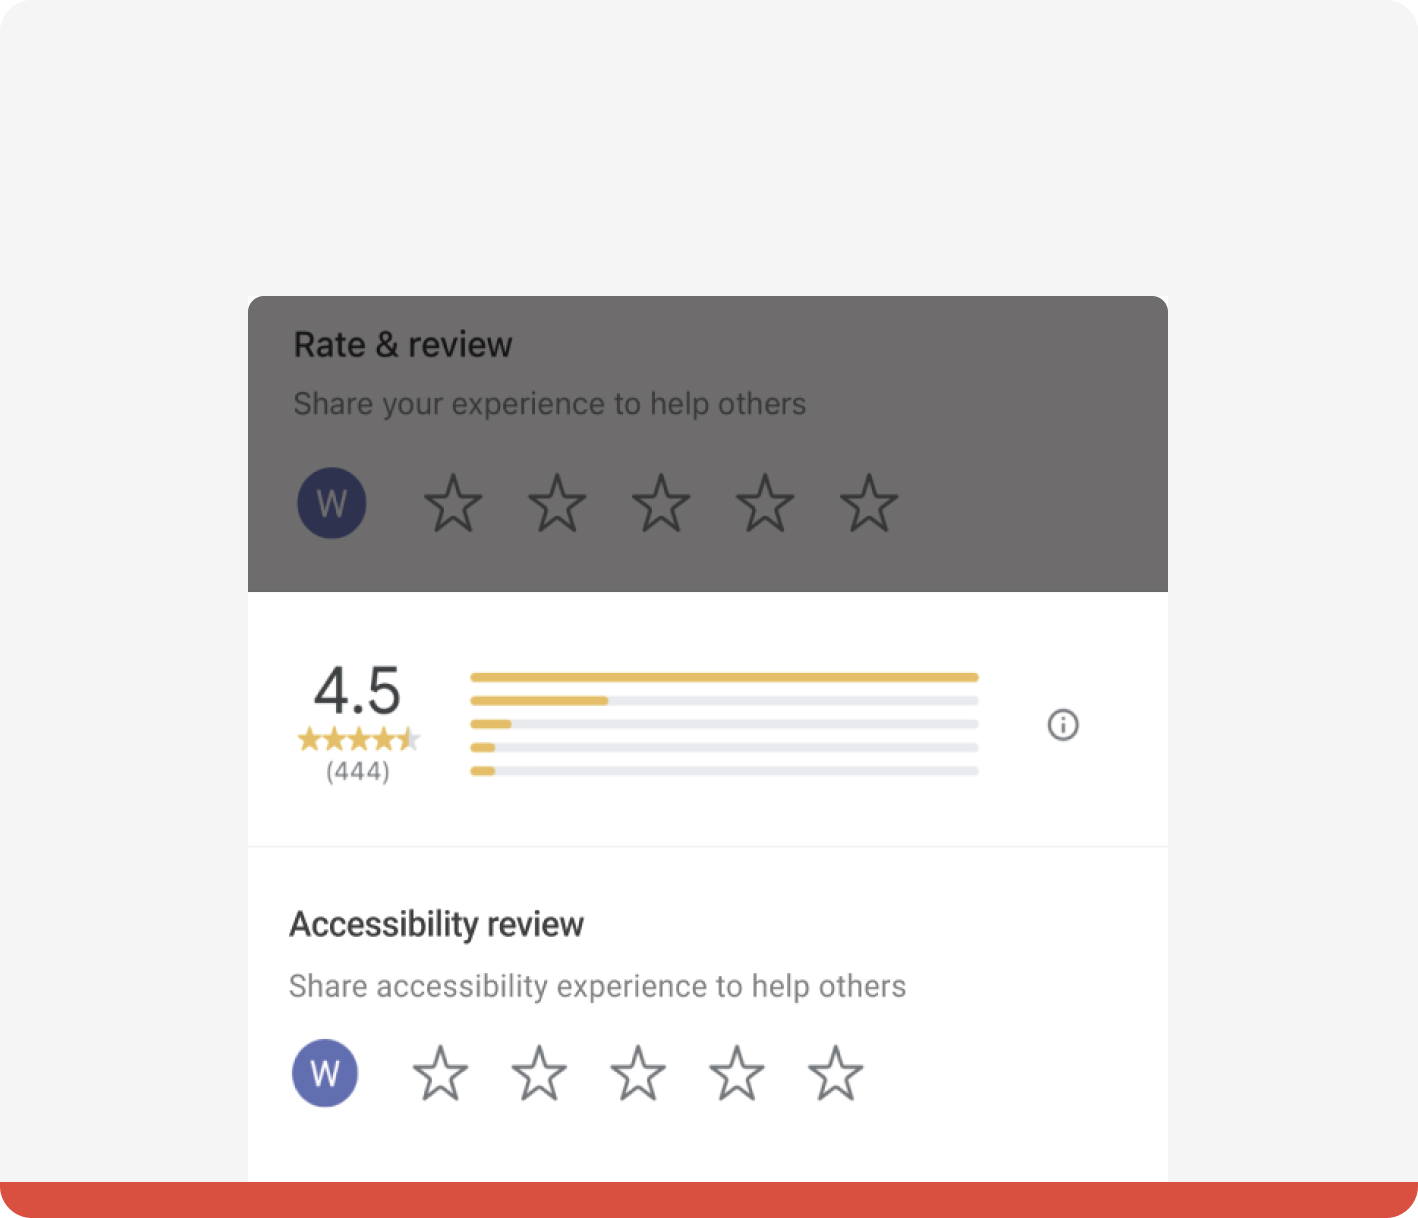 Rate & review
Share your experience to help others
W
4.5
(444)
Accessibility review
Share accessibility experience to help others
W